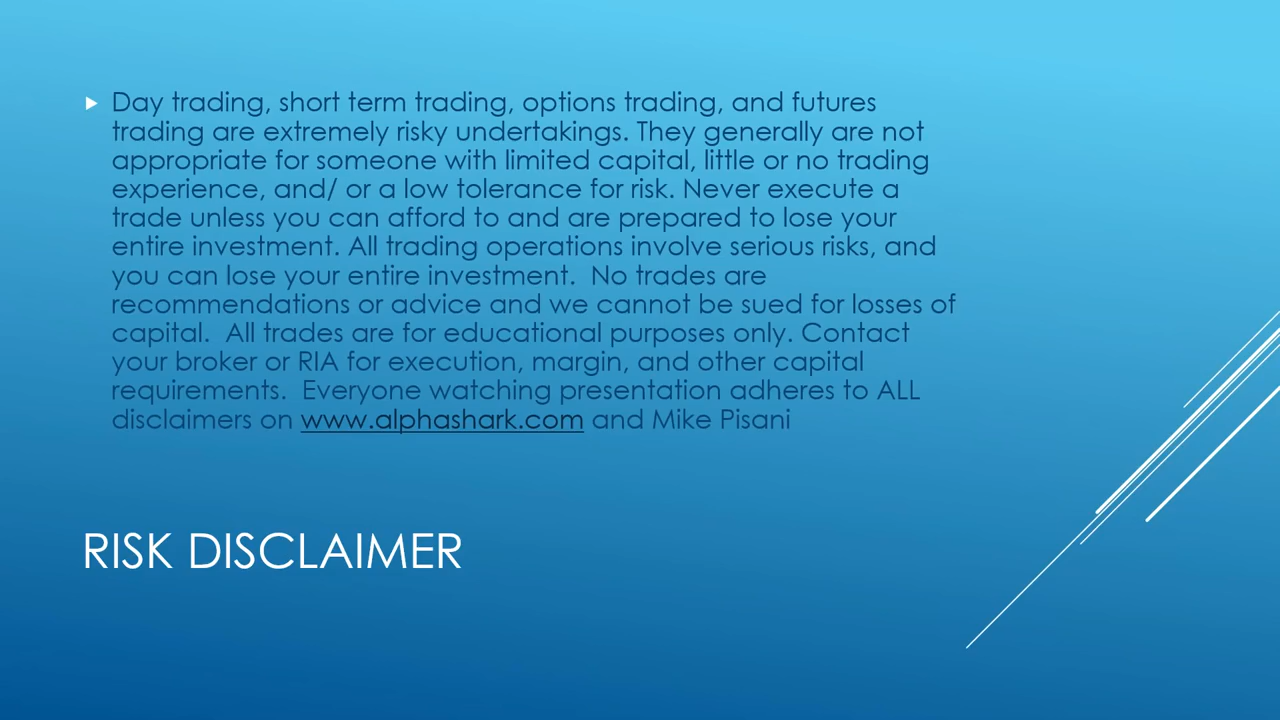 Day trading, short term trading, options trading, and futures
trading are extremely risky undertakings. They generally are not
appropriate for someone with limited capital, little or no trading
experience, and/ or a low tolerance for risk. Never execute a
trade unless you can afford to and are prepared to lose your
entire investment. All trading operations involve serious risks, and
you can lose your entire investment.  No trades are
recommendations or advice and we cannot be sued for losses of
capital.  All trades are for educational purposes only. Contact
your broker or RIA for execution, margin, and other capital
requirements.  Everyone watching presentation adheres to ALL
disclaimers on www.alphashark.com and Mike Pisani
RISK DISCLAIMER